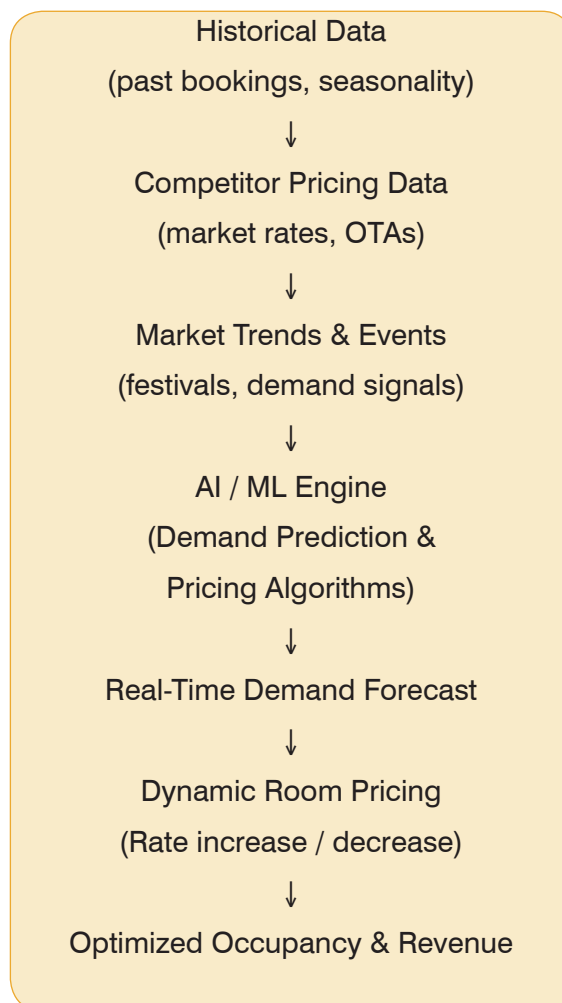 Historical Data
(past bookings, seasonality)
↓
Competitor Pricing Data
(market rates, OTAs)
↓
Market Trends & Events
(festivals, demand signals)
↓
AI / ML Engine
(Demand Prediction &
Pricing Algorithms)
↓
Real-Time Demand Forecast
↓
Dynamic Room Pricing
(Rate increase / decrease)
↓
Optimized Occupancy & Revenue